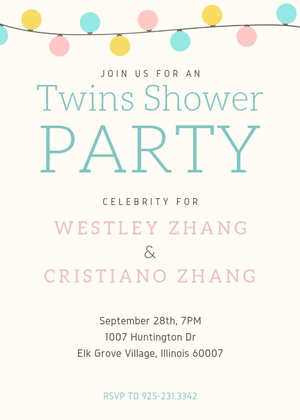 JOIN US FOR AN
Twins Shower
PARTY
CELEBRITY FOR
WESTLEY ZHANG
&
CRISTIANO ZHANG
September 28th, 7PM
1007 Huntington Dr
Elk Grove Village, Illinois 60007
RSVP TO 925-231.3342